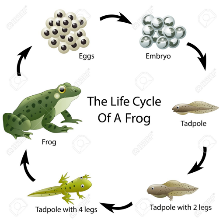 Eggs
Embryo
The Life Cycle
Of A Frog
Tadpole
Frog
Tadpole with 4 legs
Tadpole with 2 legs